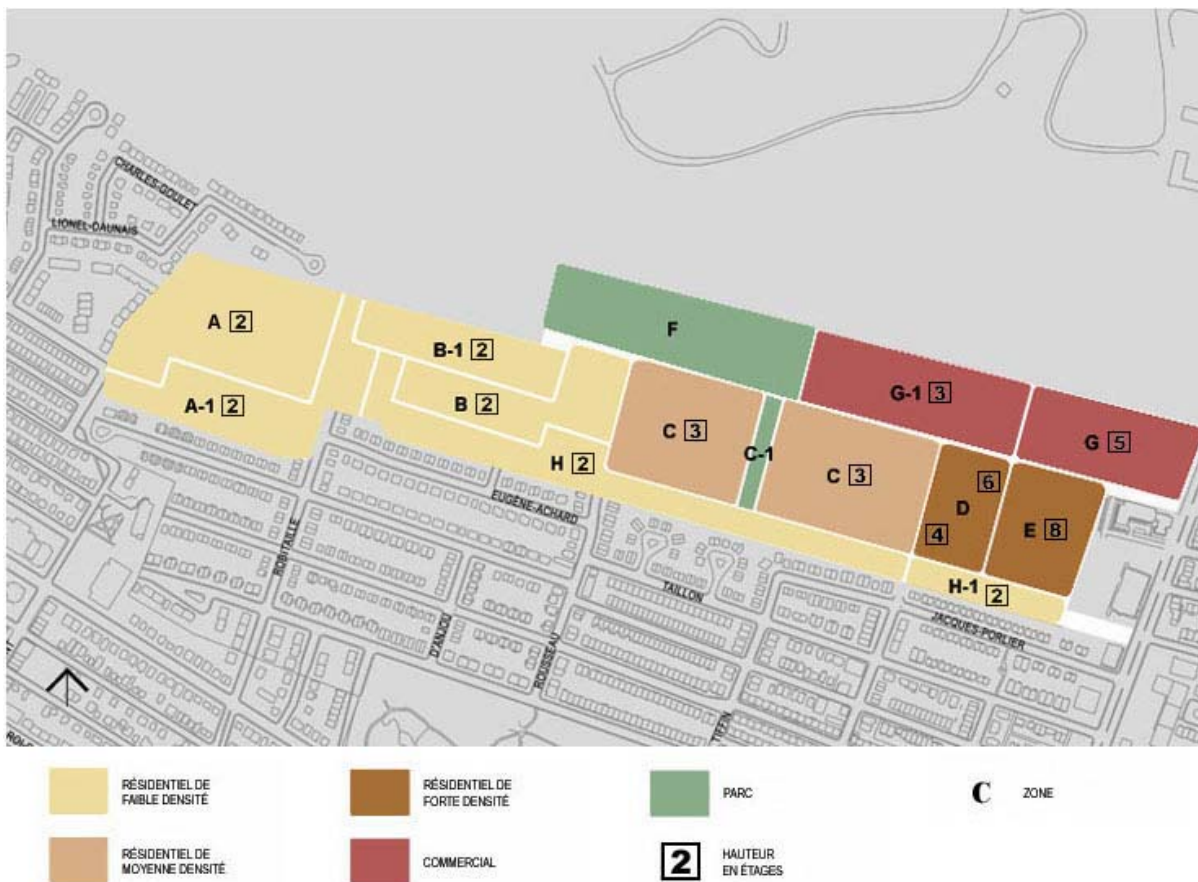 CHARLES-GOULET
LIONEL-DAUNAIS
A 2
F
B-1 2
G-1 3
A-1 2
B 2
C 3
C-1
G 5
H 2
C 3
6
D
4
E 8
EUGÈNE-ACHARD
ROBITAILLE
TAILLON
H-1 2
JACQUES-PORLIER
D'ANJOU
ROUSSEAU
TIFFIN
RÉSIDENTIEL DE
FAIBLE DENSITÉ
RÉSIDENTIEL DE
FORTE DENSITÉ
PARC
C ZONE
RÉSIDENTIEL DE
MOYENNE DENSITÉ
COMMERCIAL
2 HAUTEUR
EN ÉTAGES